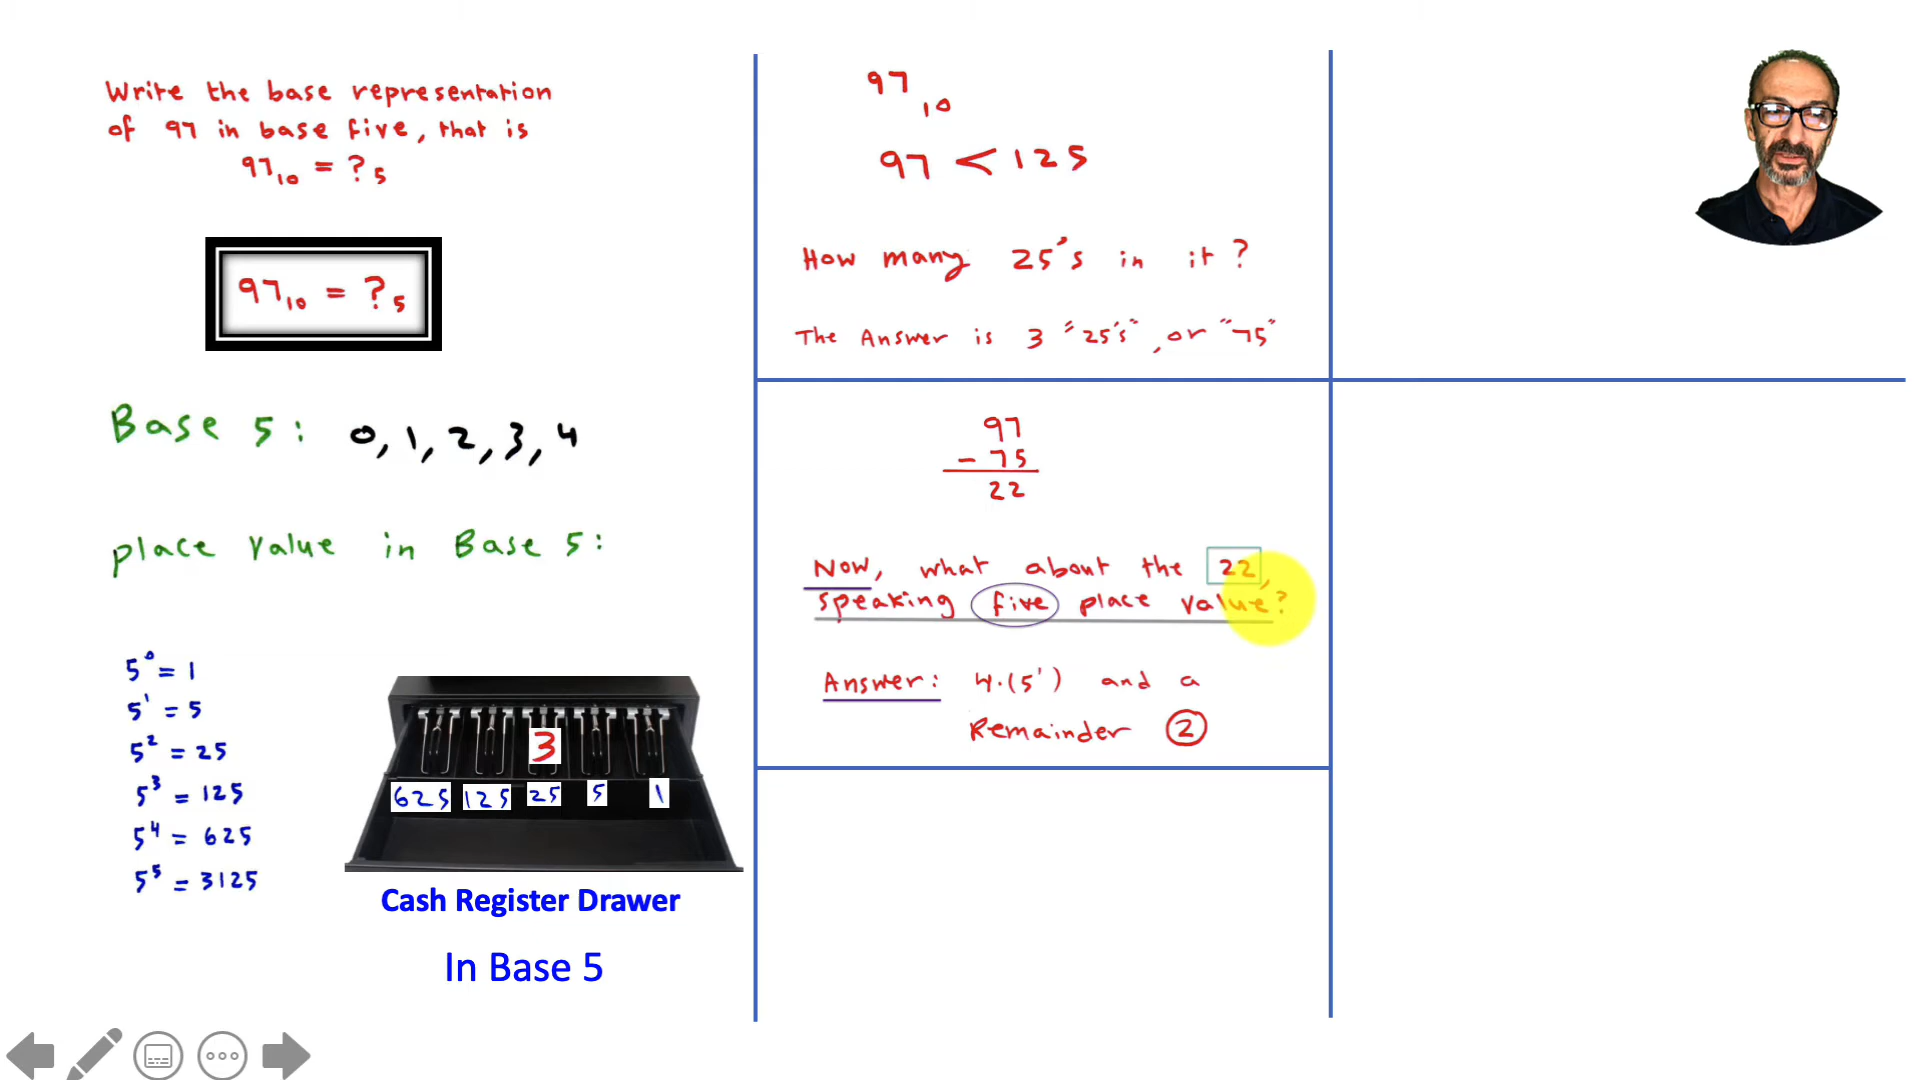 Write the base representation
of 97 in base five, that is
97₁₀ = ?₅
97₁₀ = ?₅
Base 5: 0, 1, 2, 3, 4
place value in Base 5:
5⁰ = 1
5¹ = 5
5² = 25
5³ = 125
5⁴ = 625
5⁵ = 3125
3
625 125 25 5 1
Cash Register Drawer
In Base 5
97₁₀
97 < 125
How many 25's in it?
The Answer is 3 "25's", or "75"
97
- 75
22
Now, what about the 22,
speaking five place value?
Answer: 4·(5¹) and a
Remainder 2